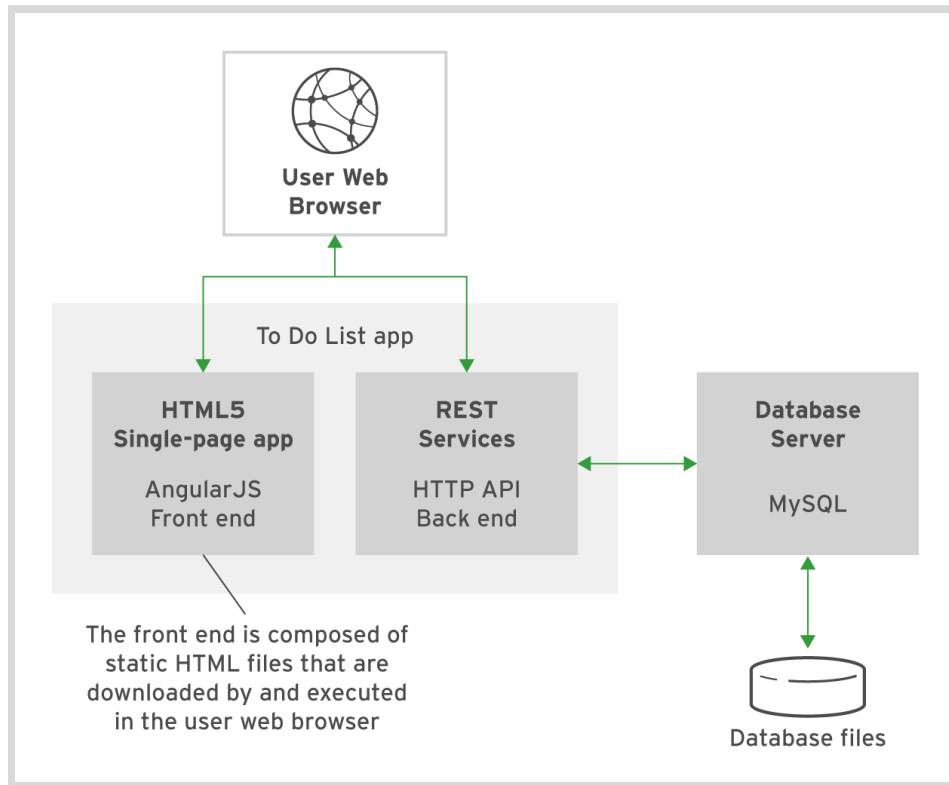 User Web
Browser
To Do List app
HTML5
Single-page app
AngularJS
Front end
REST
Services
HTTP API
Back end
Database
Server
MySQL
The front end is composed of
static HTML files that are
downloaded by and executed
in the user web browser
Database files